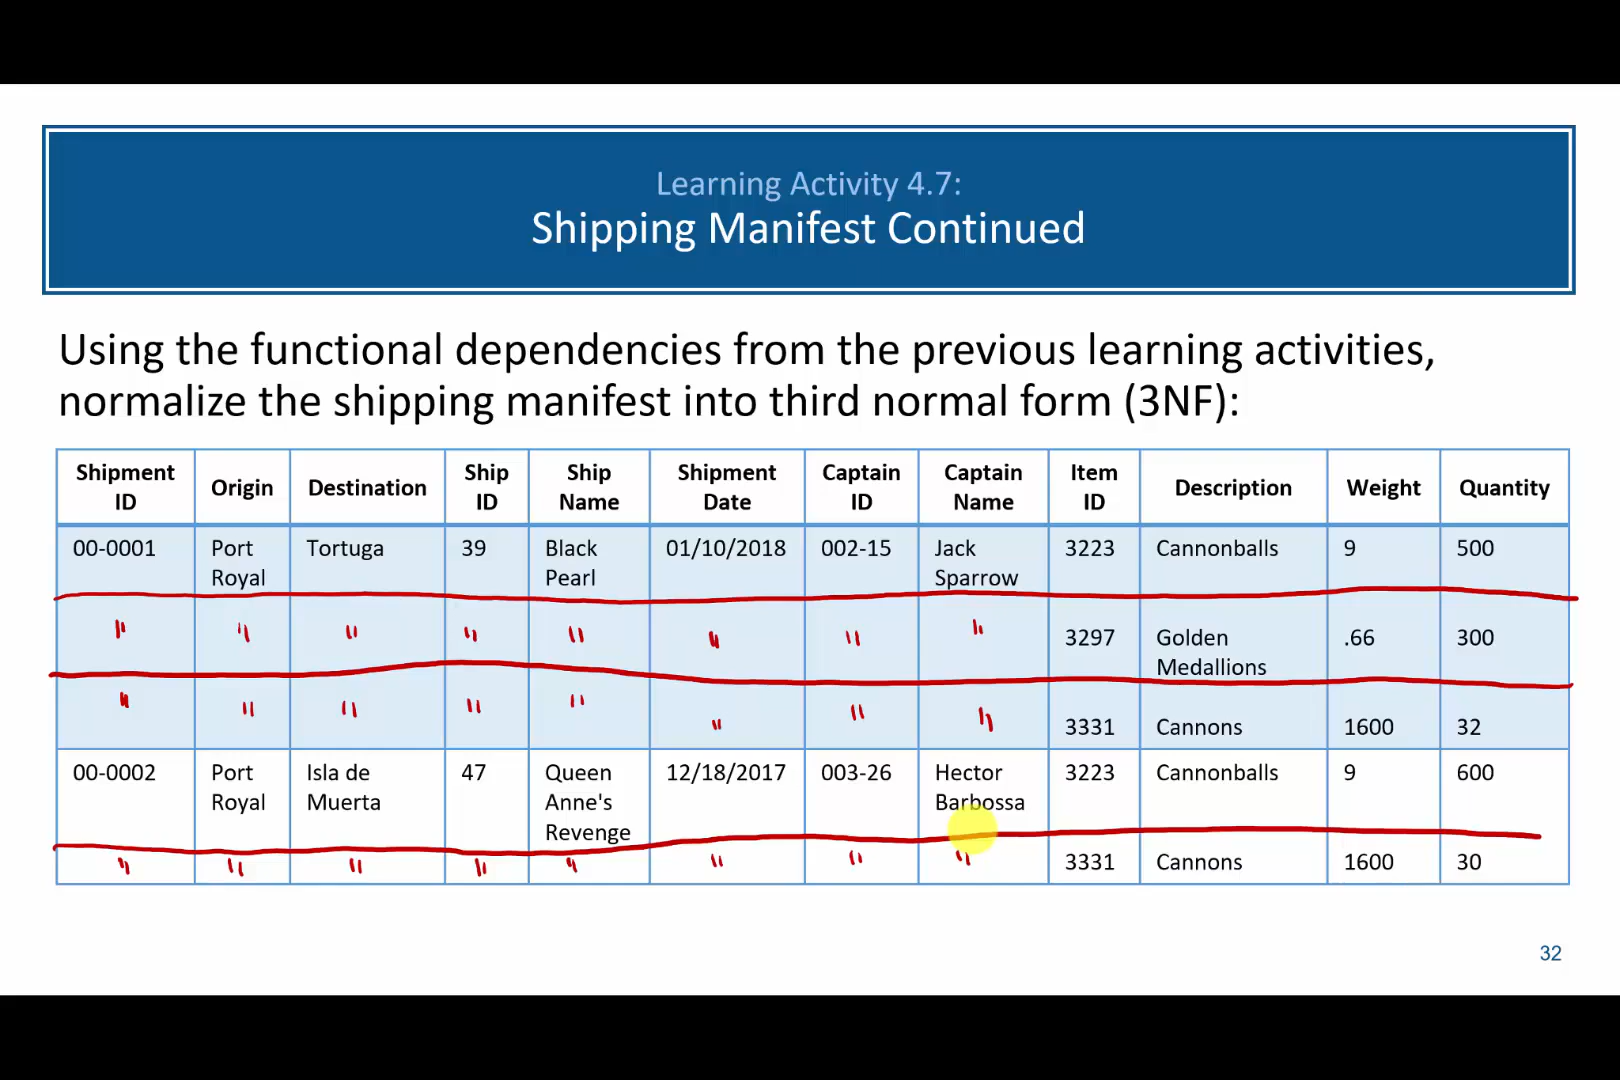 Learning Activity 4.7:
Shipping Manifest Continued
Using the functional dependencies from the previous learning activities,
normalize the shipping manifest into third normal form (3NF):
Shipment ID Origin Destination Ship ID Ship Name Shipment Date Captain ID Captain Name Item ID Description Weight Quantity
00-0001 Port Royal Tortuga 39 Black Pearl 01/10/2018 002-15 Jack Sparrow 3223 Cannonballs 9 500
" " " " " " " " 3297 Golden Medallions .66 300
" " " " " " " " 3331 Cannons 1600 32
00-0002 Port Royal Isla de Muerta 47 Queen Anne's Revenge 12/18/2017 003-26 Hector Barbossa 3223 Cannonballs 9 600
" " " " " " " " 3331 Cannons 1600 30
32